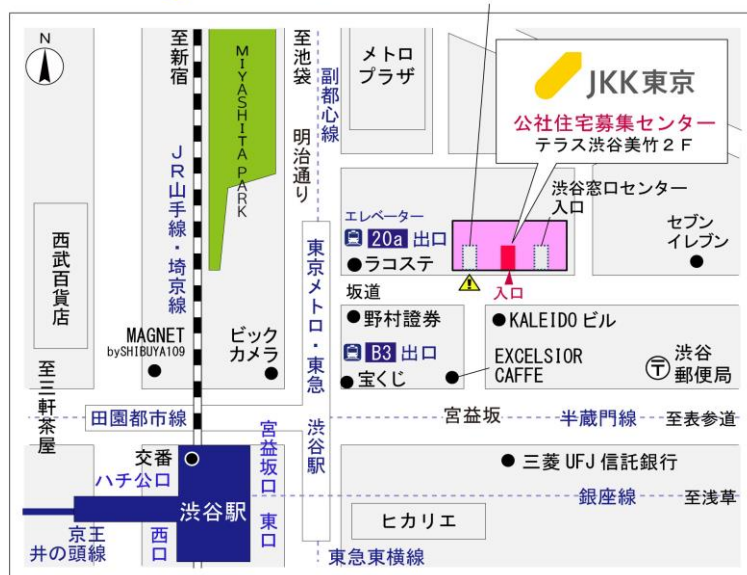 N
至新宿
MIYASHITA PARK
至池袋
明治通り
副都心線
メトロ
プラザ
JKK東京
公社住宅募集センター
テラス渋谷美竹2F
JR山手線・埼京線
渋谷窓口センター
入口
エレベーター
20a 出口
ラコステ
入口
セブン
イレブン
西武百貨店
東京メトロ・東急 渋谷駅
坂道
野村證券
KALEIDO ビル
MAGNET
bySHIBUYA109
ビック
カメラ
B3 出口
宝くじ
EXCELSIOR
CAFFE
〒
渋谷
郵便局
至三軒茶屋
田園都市線
宮益坂
半蔵門線
至表参道
交番
ハチ公口
宮益坂口
三菱 UFJ 信託銀行
渋谷駅
銀座線
至浅草
京王
井の頭線
西口
東口
ヒカリエ
東急東横線